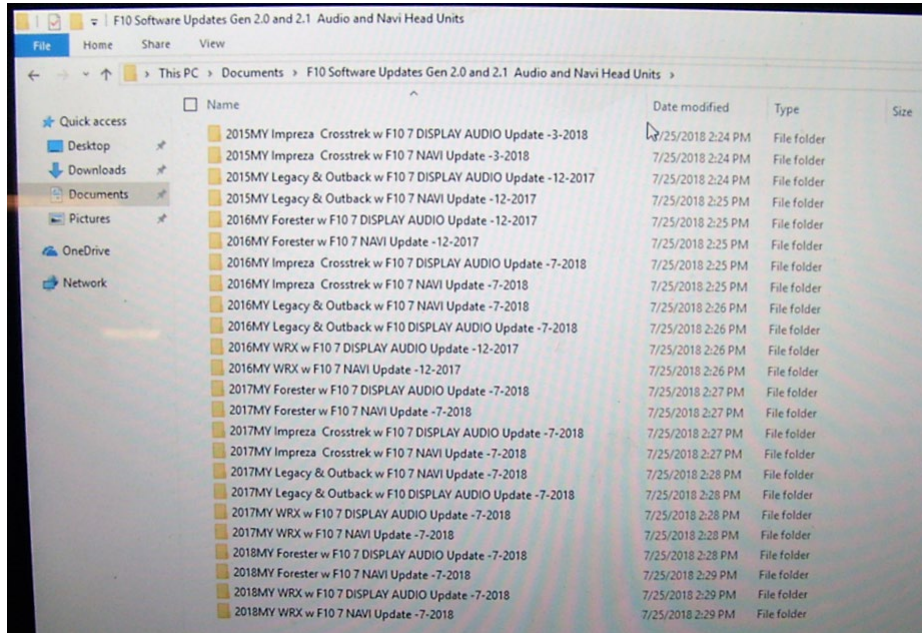 F10 Software Updates Gen 2.0 and 2.1 Audio and Navi Head Units
File Home Share View
This PC > Documents > F10 Software Updates Gen 2.0 and 2.1 Audio and Navi Head Units >
Name Date modified Type Size
Quick access
Desktop
Downloads
Documents
Pictures
OneDrive
Network
2015MY Impreza Crosstrek w F10 7 DISPLAY AUDIO Update -3-2018 7/25/2018 2:24 PM File folder
2015MY Impreza Crosstrek w F10 7 NAVI Update -3-2018 7/25/2018 2:24 PM File folder
2015MY Legacy & Outback w F10 7 DISPLAY AUDIO Update -12-2017 7/25/2018 2:24 PM File folder
2015MY Legacy & Outback w F10 7 NAVI Update -12-2017 7/25/2018 2:25 PM File folder
2016MY Forester w F10 7 DISPLAY AUDIO Update -12-2017 7/25/2018 2:25 PM File folder
2016MY Forester w F10 7 NAVI Update -12-2017 7/25/2018 2:25 PM File folder
2016MY Impreza Crosstrek w F10 7 DISPLAY AUDIO Update -7-2018 7/25/2018 2:25 PM File folder
2016MY Impreza Crosstrek w F10 7 NAVI Update -7-2018 7/25/2018 2:25 PM File folder
2016MY Legacy & Outback w F10 7 NAVI Update -7-2018 7/25/2018 2:26 PM File folder
2016MY Legacy & Outback w F10 DISPLAY AUDIO Update -7-2018 7/25/2018 2:26 PM File folder
2016MY WRX w F10 7 DISPLAY AUDIO Update -12-2017 7/25/2018 2:26 PM File folder
2016MY WRX w F10 7 NAVI Update -12-2017 7/25/2018 2:26 PM File folder
2017MY Forester w F10 7 DISPLAY AUDIO Update -7-2018 7/25/2018 2:27 PM File folder
2017MY Forester w F10 7 NAVI Update -7-2018 7/25/2018 2:27 PM File folder
2017MY Impreza Crosstrek w F10 7 DISPLAY AUDIO Update -7-2018 7/25/2018 2:27 PM File folder
2017MY Impreza Crosstrek w F10 7 NAVI Update -7-2018 7/25/2018 2:27 PM File folder
2017MY Legacy & Outback w F10 7 NAVI Update -7-2018 7/25/2018 2:28 PM File folder
2017MY Legacy & Outback w F10 DISPLAY AUDIO Update -7-2018 7/25/2018 2:28 PM File folder
2017MY WRX w F10 7 DISPLAY AUDIO Update -7-2018 7/25/2018 2:28 PM File folder
2017MY WRX w F10 7 NAVI Update -7-2018 7/25/2018 2:28 PM File folder
2018MY Forester w F10 7 DISPLAY AUDIO Update -7-2018 7/25/2018 2:28 PM File folder
2018MY Forester w F10 7 NAVI Update -7-2018 7/25/2018 2:29 PM File folder
2018MY WRX w F10 7 DISPLAY AUDIO Update -7-2018 7/25/2018 2:29 PM File folder
2018MY WRX w F10 7 NAVI Update -7-2018 7/25/2018 2:29 PM File folder